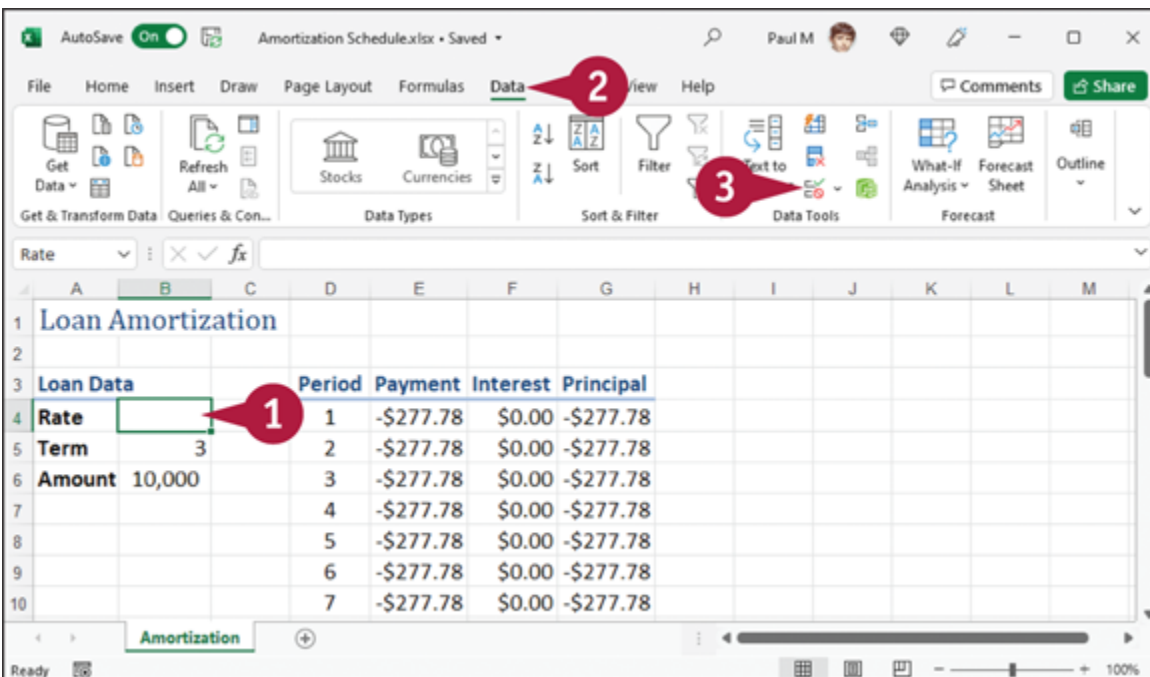 AutoSave On Amortization Schedule.xlsx • Saved Paul M
File Home Insert Draw Page Layout Formulas Data 2 View Help Comments Share
Get Data Refresh All Stocks Currencies Sort Filter Text to What-If Analysis Forecast Sheet Outline
3
Get & Transform Data Queries & Con... Data Types Sort & Filter Data Tools Forecast
Rate fx
A B C D E F G H I J K L M
1 Loan Amortization
2
3 Loan Data Period Payment Interest Principal
4 Rate 1 1 -$277.78 $0.00 -$277.78
5 Term 3 2 -$277.78 $0.00 -$277.78
6 Amount 10,000 3 -$277.78 $0.00 -$277.78
7 4 -$277.78 $0.00 -$277.78
8 5 -$277.78 $0.00 -$277.78
9 6 -$277.78 $0.00 -$277.78
10 7 -$277.78 $0.00 -$277.78
Amortization
Ready 100%